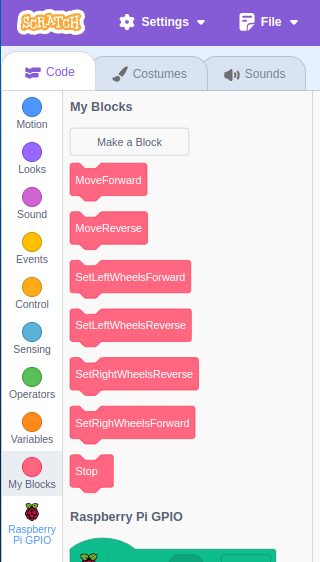 SCRATCH
Settings
File
Code
Costumes
Sounds
Motion
Looks
Sound
Events
Control
Sensing
Operators
Variables
My Blocks
Raspberry
Pi GPIO
My Blocks
Make a Block
MoveForward
MoveReverse
SetLeftWheelsForward
SetLeftWheelsReverse
SetRightWheelsReverse
SetRighWheelsForward
Stop
Raspberry Pi GPIO